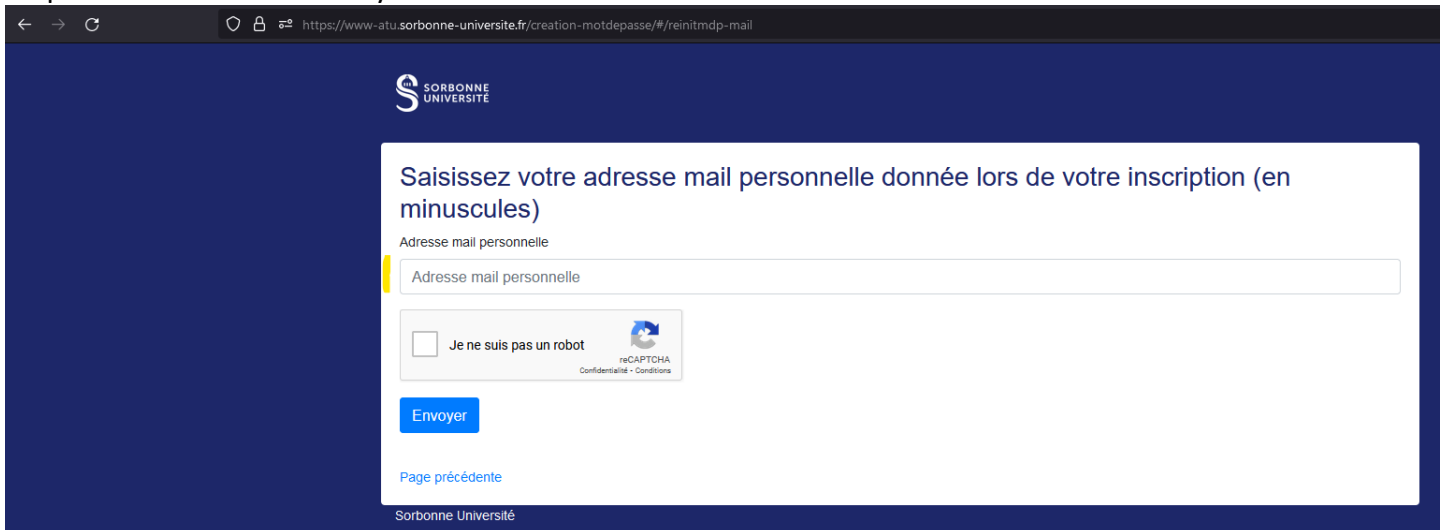 https://www-atu.sorbonne-universite.fr/creation-motdepasse/#/reinitmdp-mail
SORBONNE
UNIVERSITÉ
Saisissez votre adresse mail personnelle donnée lors de votre inscription (en
minuscules)
Adresse mail personnelle
Adresse mail personnelle
Je ne suis pas un robot
reCAPTCHA
Confidentialité - Conditions
Envoyer
Page précédente
Sorbonne Université